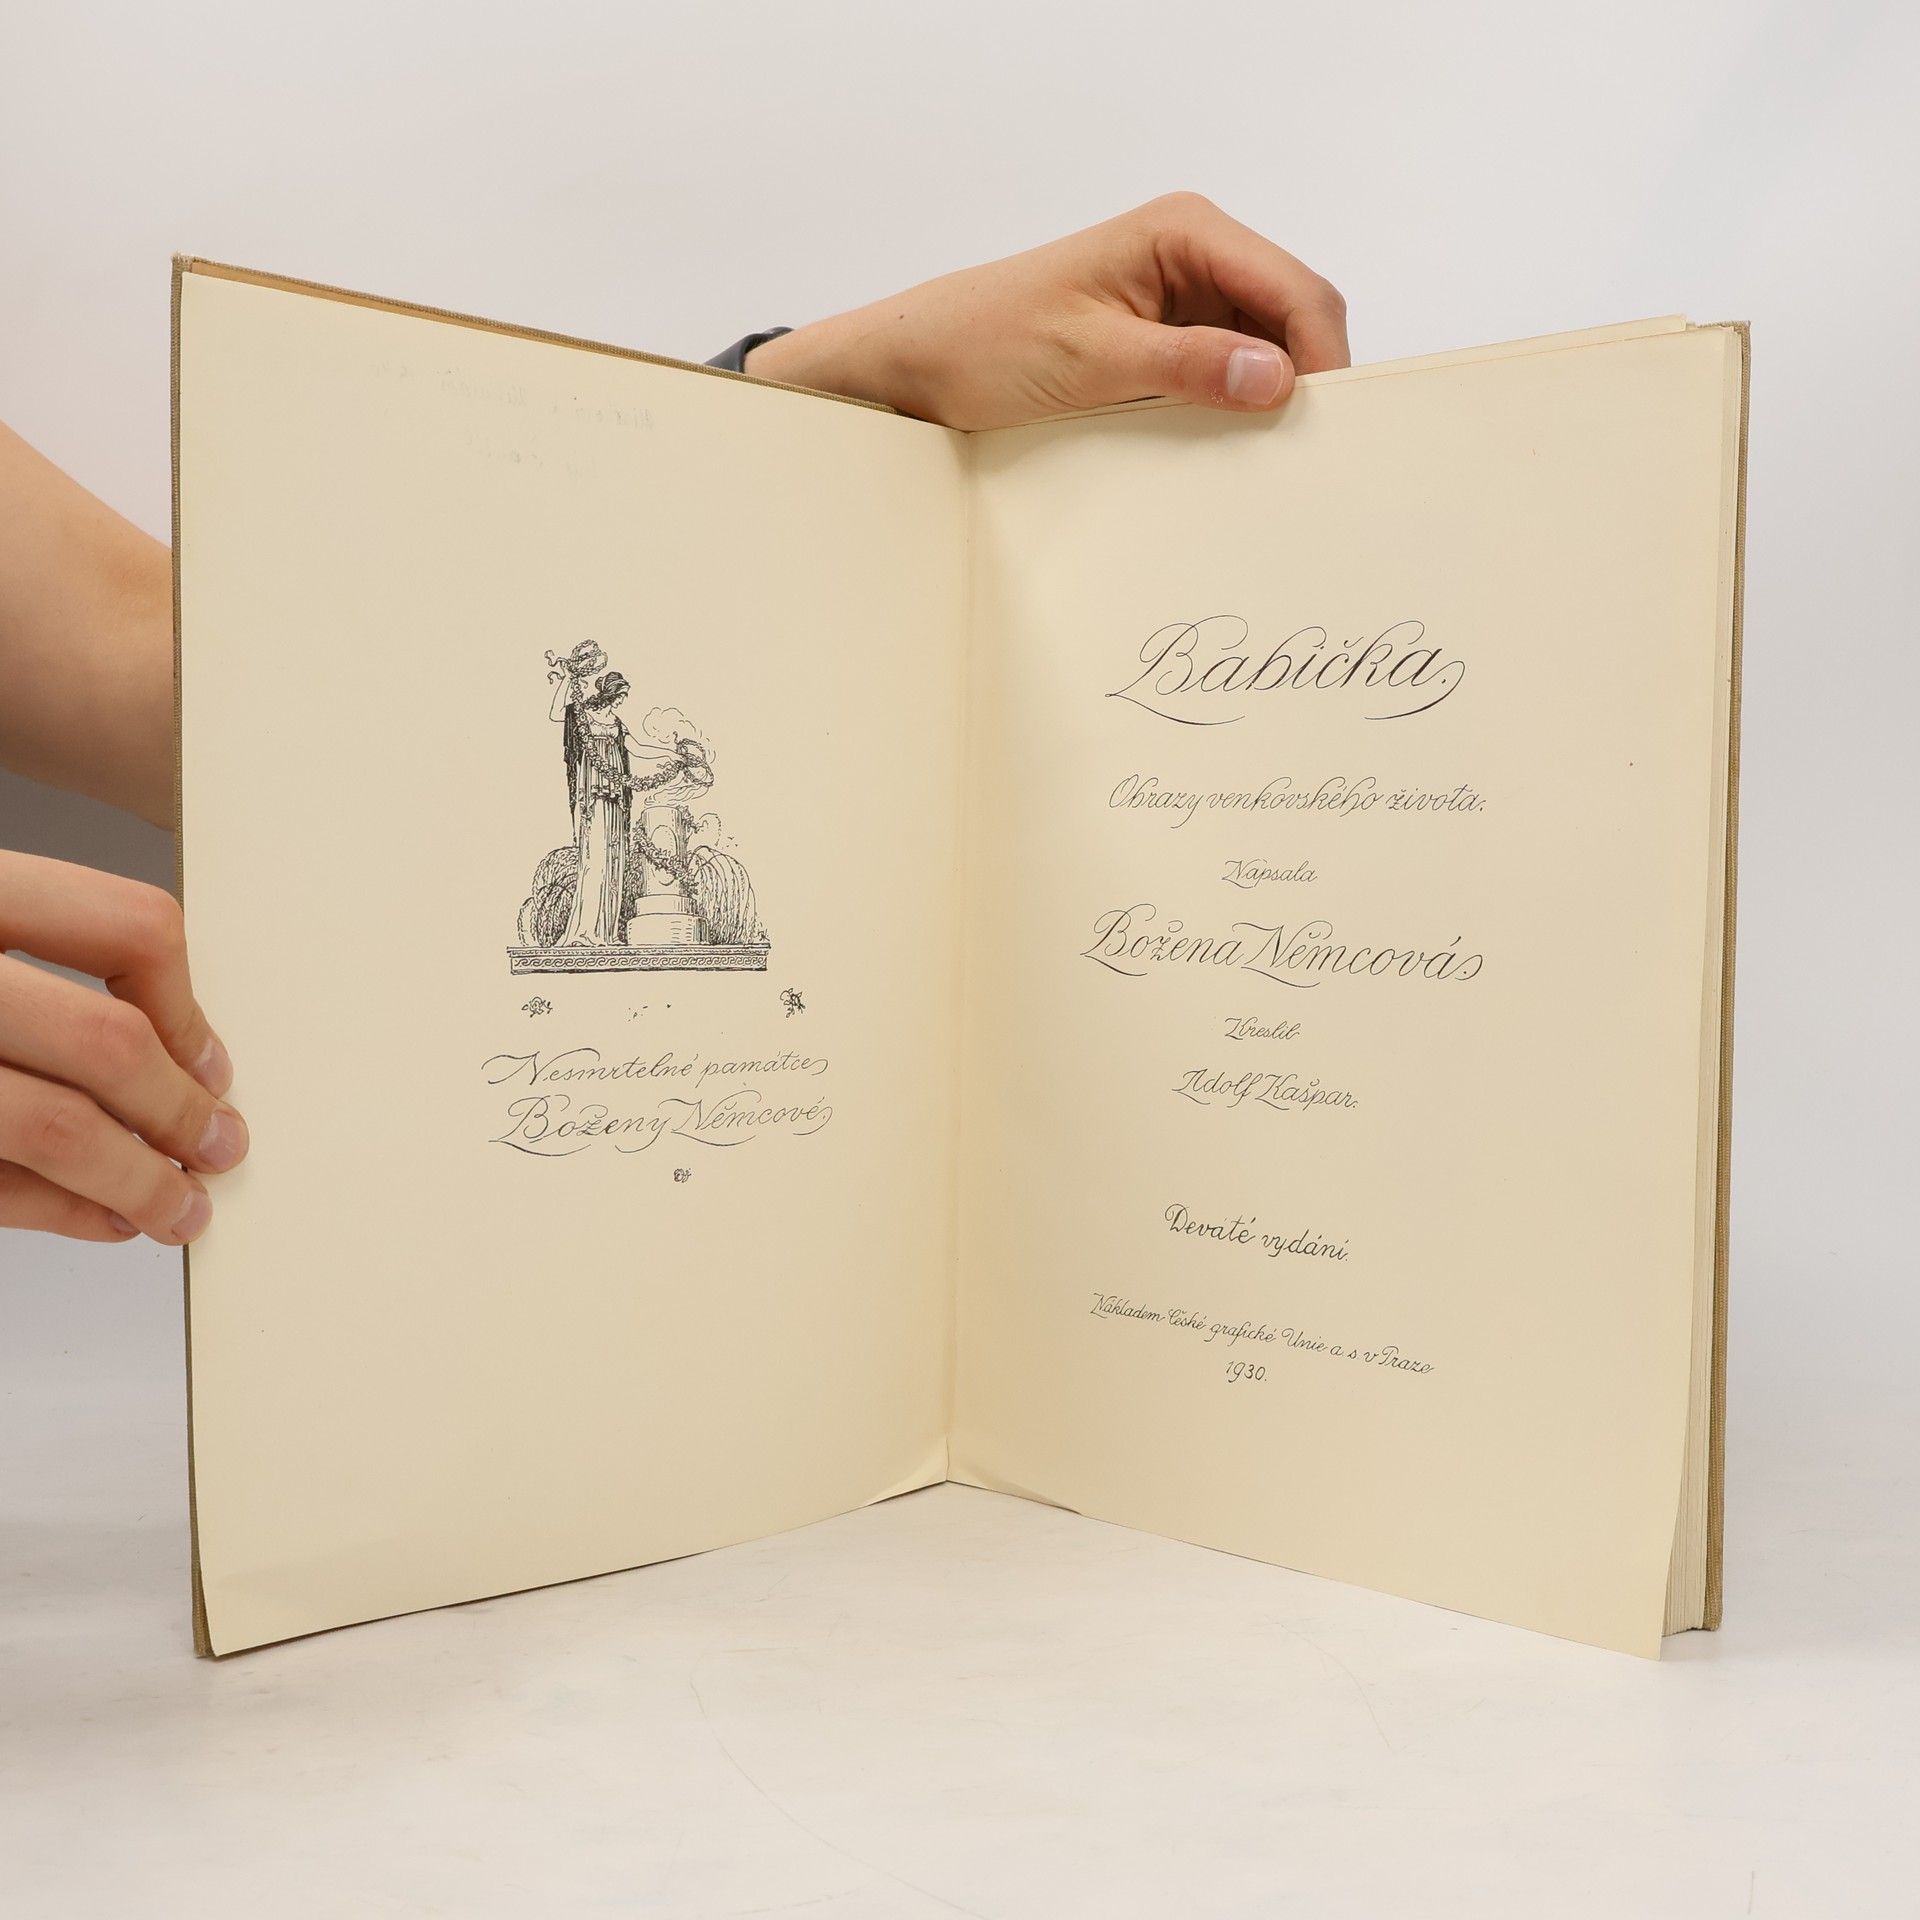 Nesmrtelné památce
Boženy Němcové
Babička.
Obrazy venkovského života.
Napsala
Božena Němcová.
Kreslil
Adolf Kašpar.
Deváté vydání.
Nákladem České grafické Unie a. s. v Praze
1930.